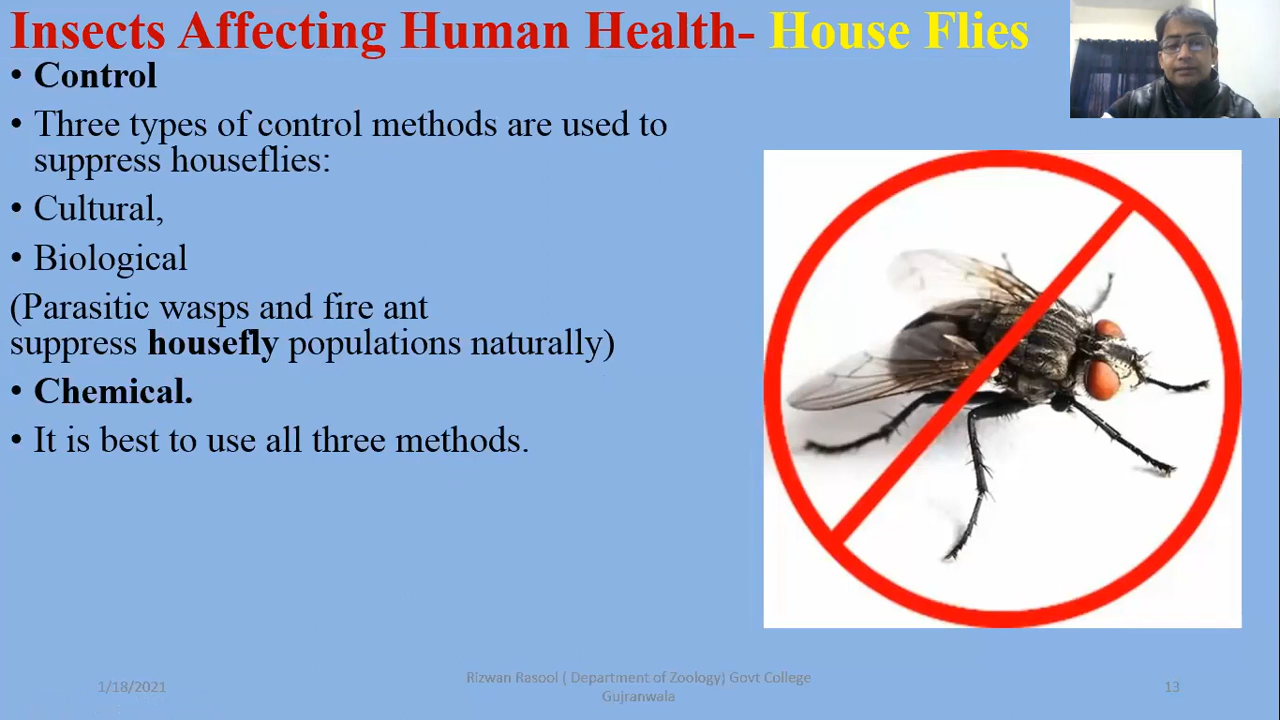 Insects Affecting Human Health- House Flies
• Control
• Three types of control methods are used to
suppress houseflies:
• Cultural,
• Biological
(Parasitic wasps and fire ant
suppress housefly populations naturally)
• Chemical.
• It is best to use all three methods.
1/18/2021
Rizwan Rasool ( Department of Zoology) Govt College
Gujranwala
13